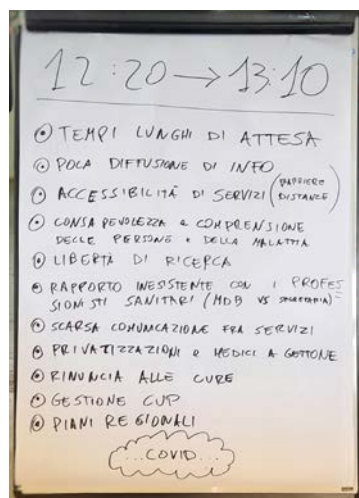 12:20 → 13:10
TEMPI LUNGHI DI ATTESA
POCA DIFFUSIONE DI INFO
ACCESSIBILITÀ DI SERVIZI (BARRIERE
DISTANZE)
CONSAPEVOLEZZA e COMPRENSIONE
DELLE PERSONE e DELLA MALATTIA
LIBERTÀ DI RICERCA
RAPPORTO INESISTENTE CON I PROFES
SIONISTI SANITARI (MDB VS SEGRETARIA)
SCARSA COMUNICAZIONE FRA SERVIZI
PRIVATIZZAZIONI e MEDICI A GETTONE
RINUNCIA ALLE CURE
GESTIONE CUP
PIANI REGIONALI
...COVID...